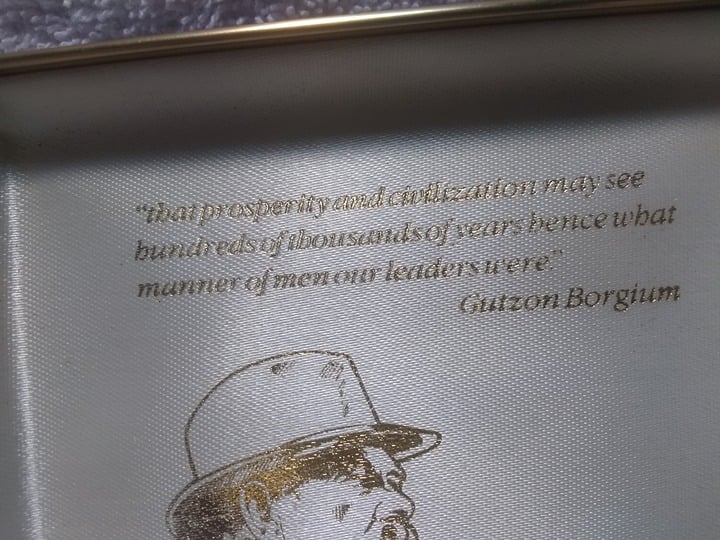 "that prosperity and civilization may see
hundreds of thousands of years hence what
manner of men our leaders were."
Gutzon Borgium